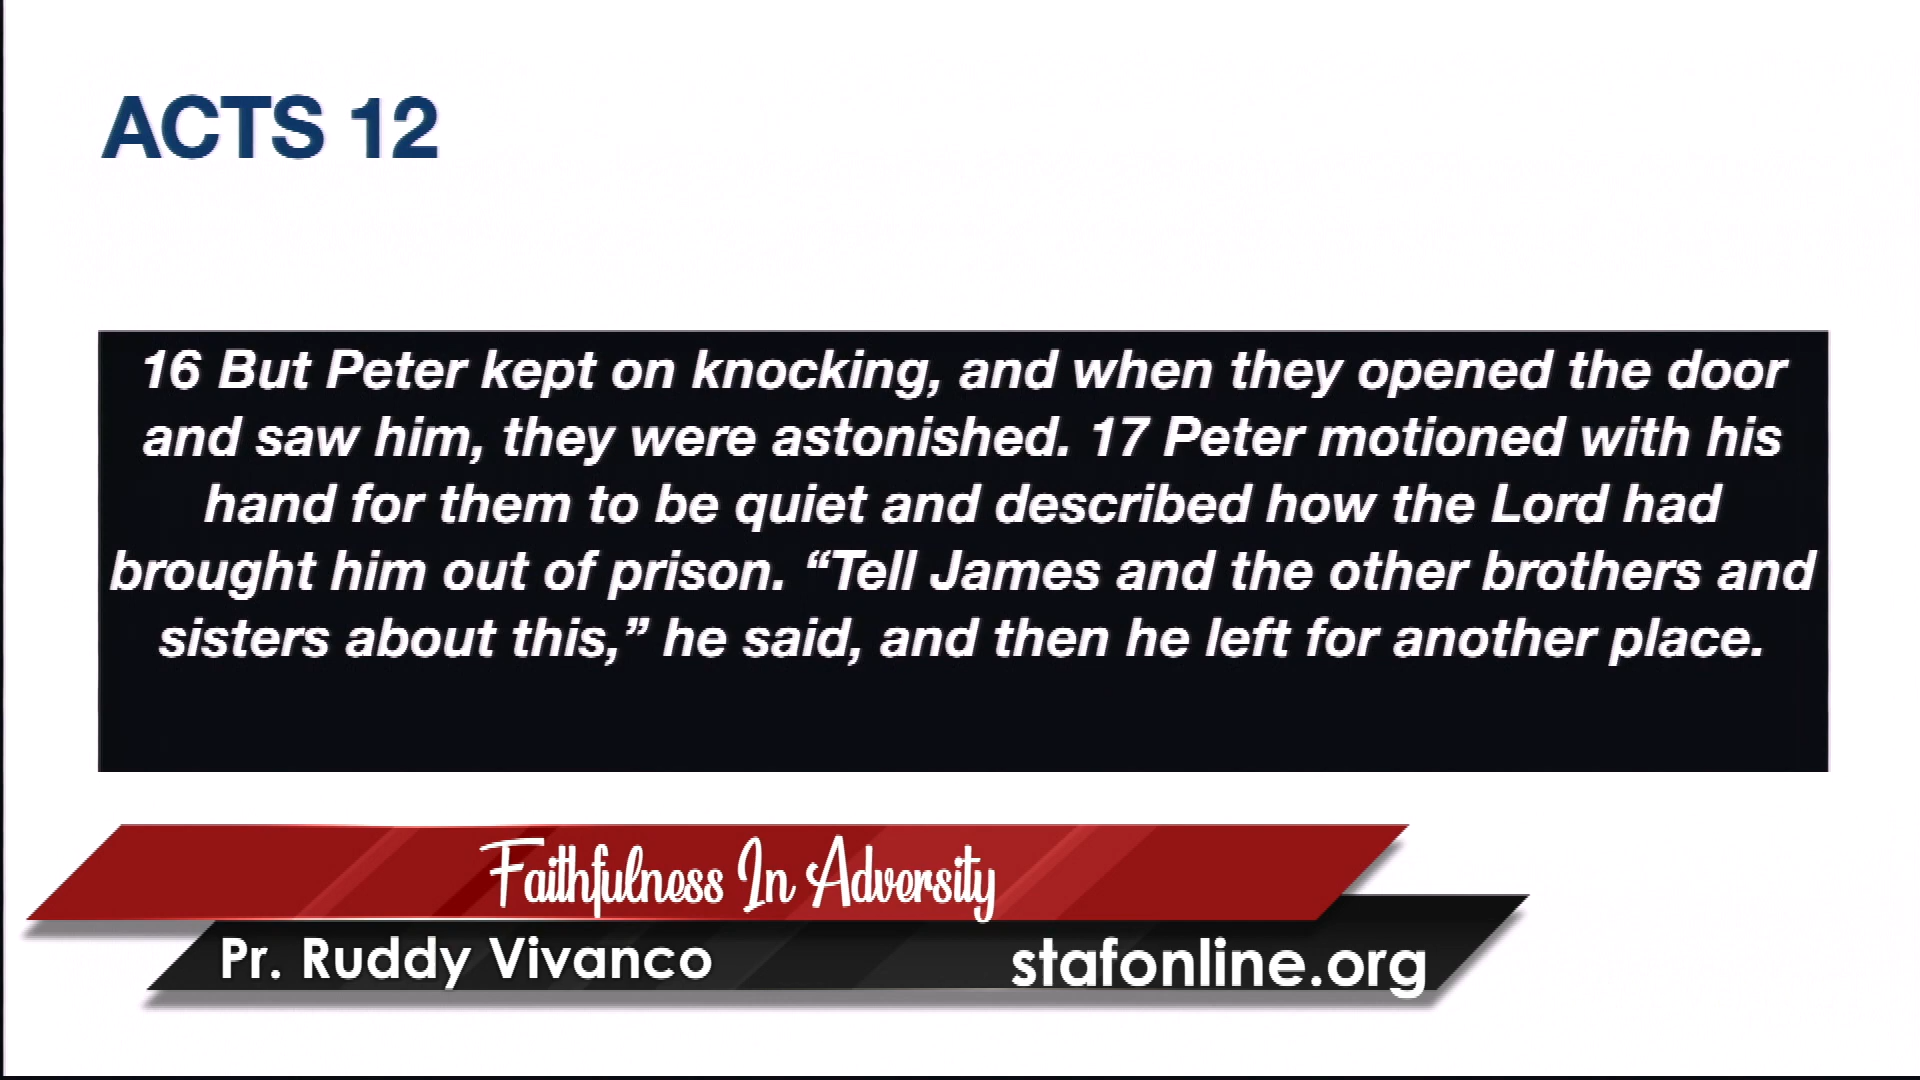 ACTS 12
16 But Peter kept on knocking, and when they opened the door
and saw him, they were astonished. 17 Peter motioned with his
hand for them to be quiet and described how the Lord had
brought him out of prison. “Tell James and the other brothers and
sisters about this,” he said, and then he left for another place.
Faithfulness In Adversity
Pr. Ruddy Vivanco stafonline.org